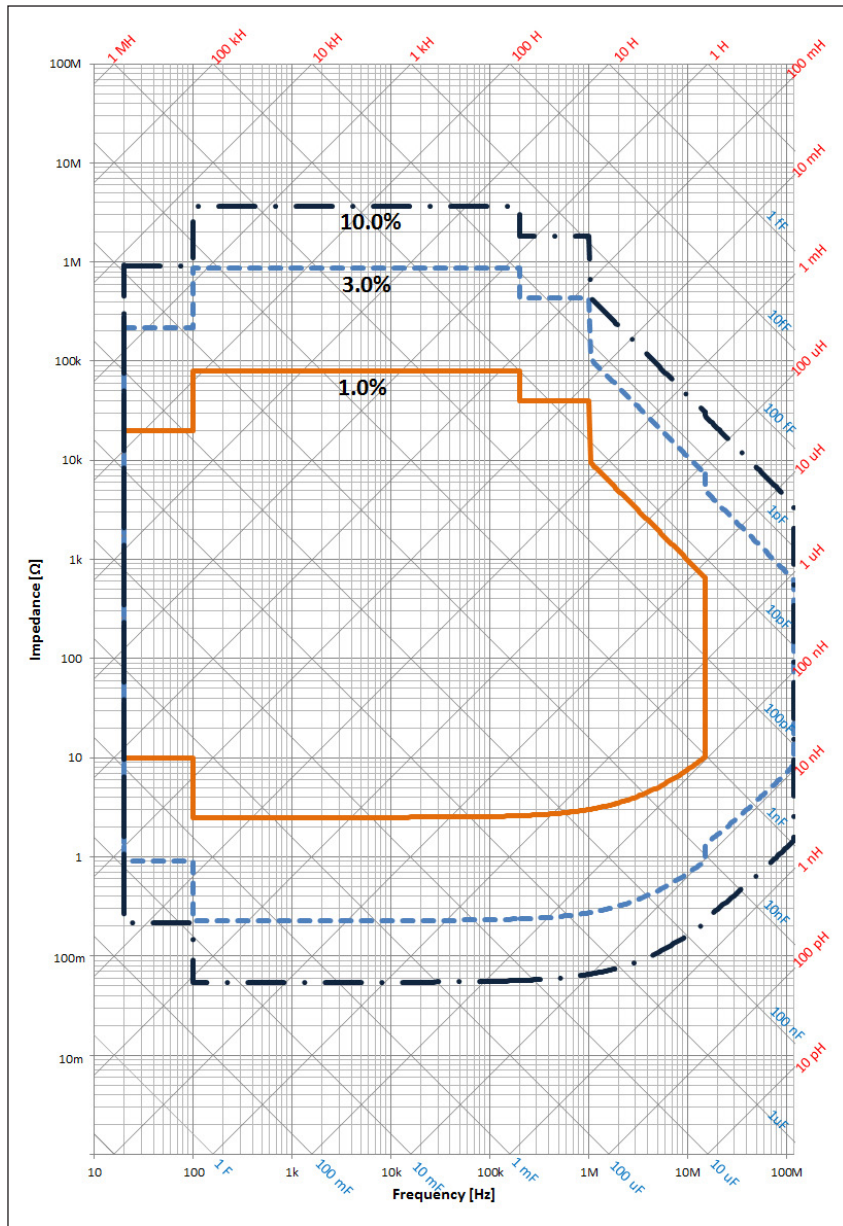 1 MH
100 kH
10 kH
1 kH
100 H
10 H
1 H
100 mH
100M
10M
10 mH
1 fF
10.0%
1M
1 mH
3.0%
10fF
100k
100 uH
1.0%
100 fF
10k
10 uH
1pF
1k
1 uH
Impedance [Ω]
10pF
100
100 nH
100pF
10
10 nH
1nF
1
1 nH
10nF
100m
100 pH
100 nF
10m
10 pH
1uF
10
100
1 F
1k
100 mF
10k
10 mF
100k
1 mF
1M
100 uF
10M
10 uF
100M
Frequency [Hz]